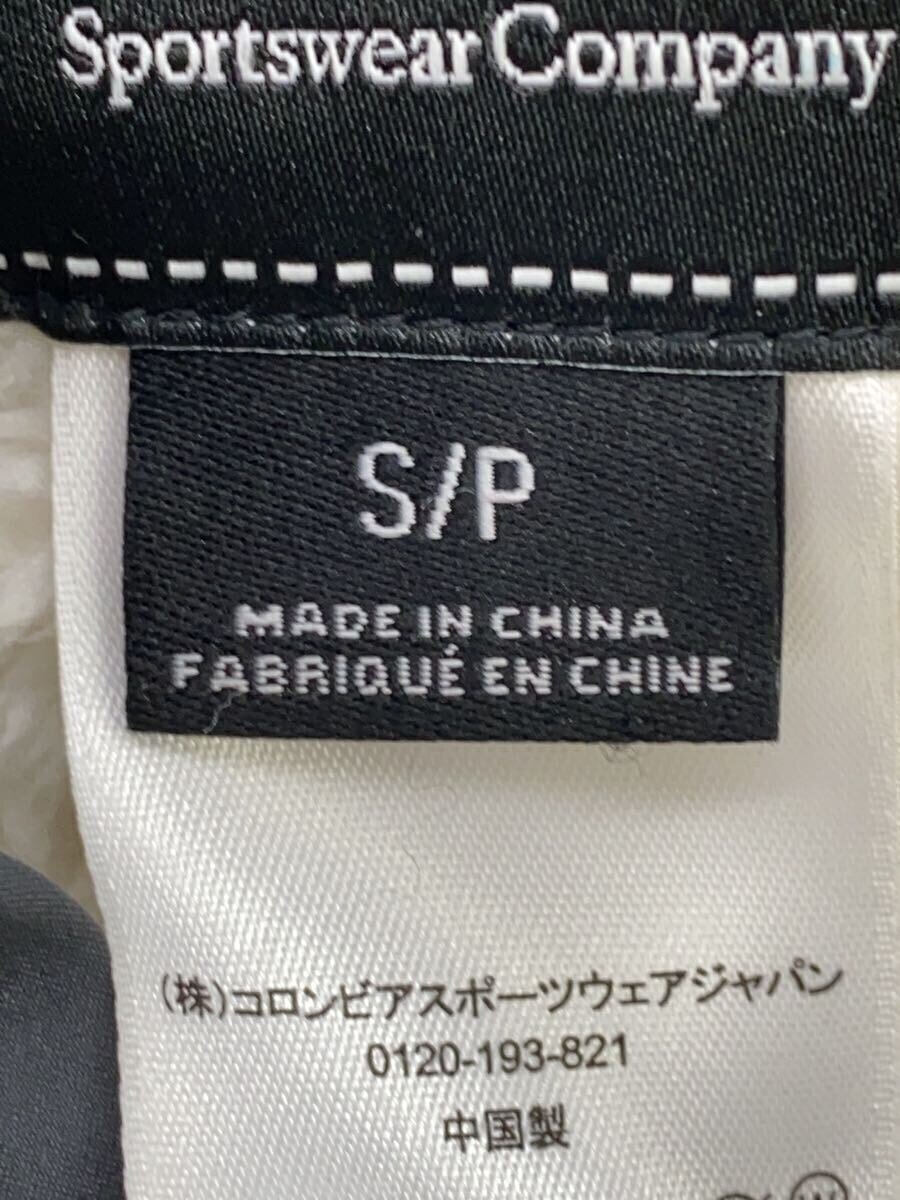 Sportswear Company
S/P
MADE IN CHINA
FABRIQUÉ EN CHINE
(株)コロンビアスポーツウェアジャパン
0120-193-821
中国製